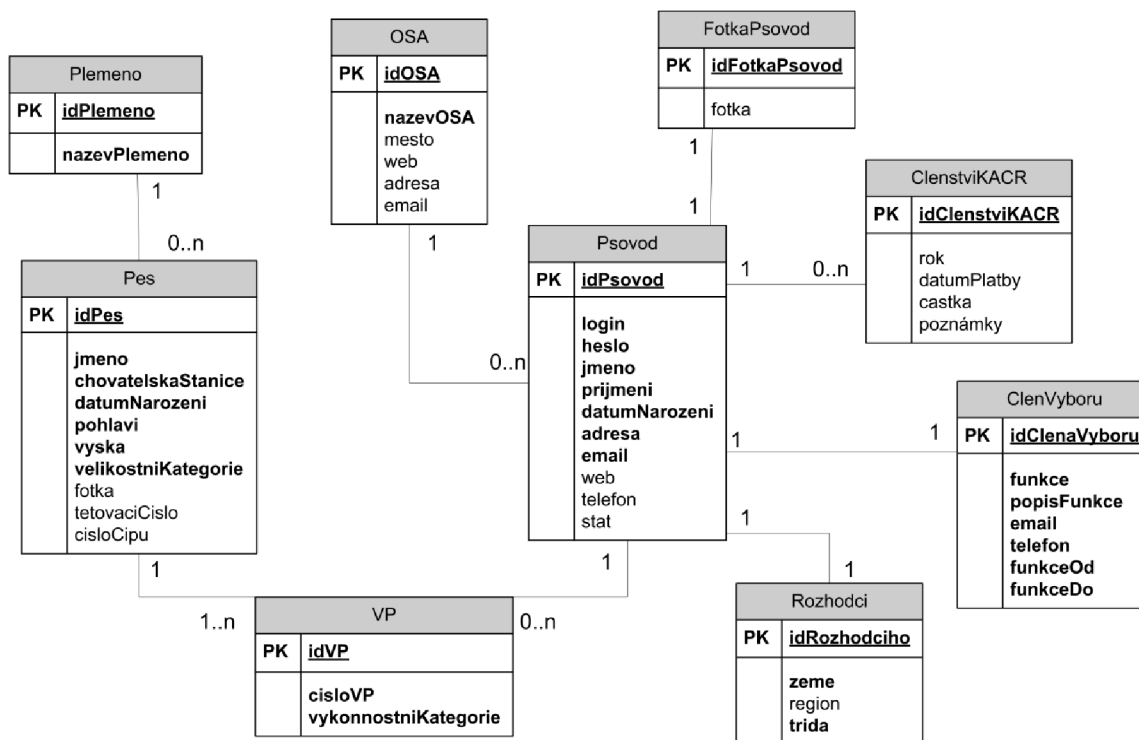 Plemeno
PK idPlemeno
nazevPlemeno
1
0..n
OSA
PK idOSA
nazevOSA
mesto
web
adresa
email
1
0..n
FotkaPsovod
PK idFotkaPsovod
fotka
1
1
ClenstviKACR
PK idClenstviKACR
rok
datumPlatby
castka
poznámky
1
0..n
Pes
PK idPes
jmeno
chovatelskaStanice
datumNarozeni
pohlavi
vyska
velikostniKategorie
fotka
tetovaciCislo
cisloCipu
1
1..n
Psovod
PK idPsovod
login
heslo
jmeno
prijmeni
datumNarozeni
adresa
email
web
telefon
stat
1
0..n
ClenVyboru
PK idClenaVyboru
funkce
popisFunkce
email
telefon
funkceOd
funkceDo
1
1
VP
PK idVP
cisloVP
vykonnostniKategorie
Rozhodci
PK idRozhodciho
zeme
region
trida
1
1